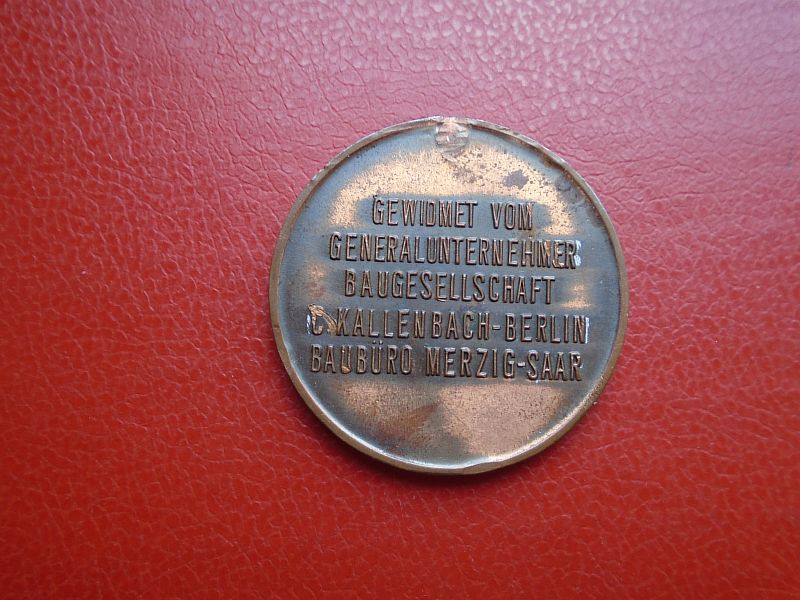 GEWIDMET VOM
GENERALUNTERNEHMER
BAUGESELLSCHAFT
C. KALLENBACH-BERLIN
BAUBÜRO MERZIG-SAAR